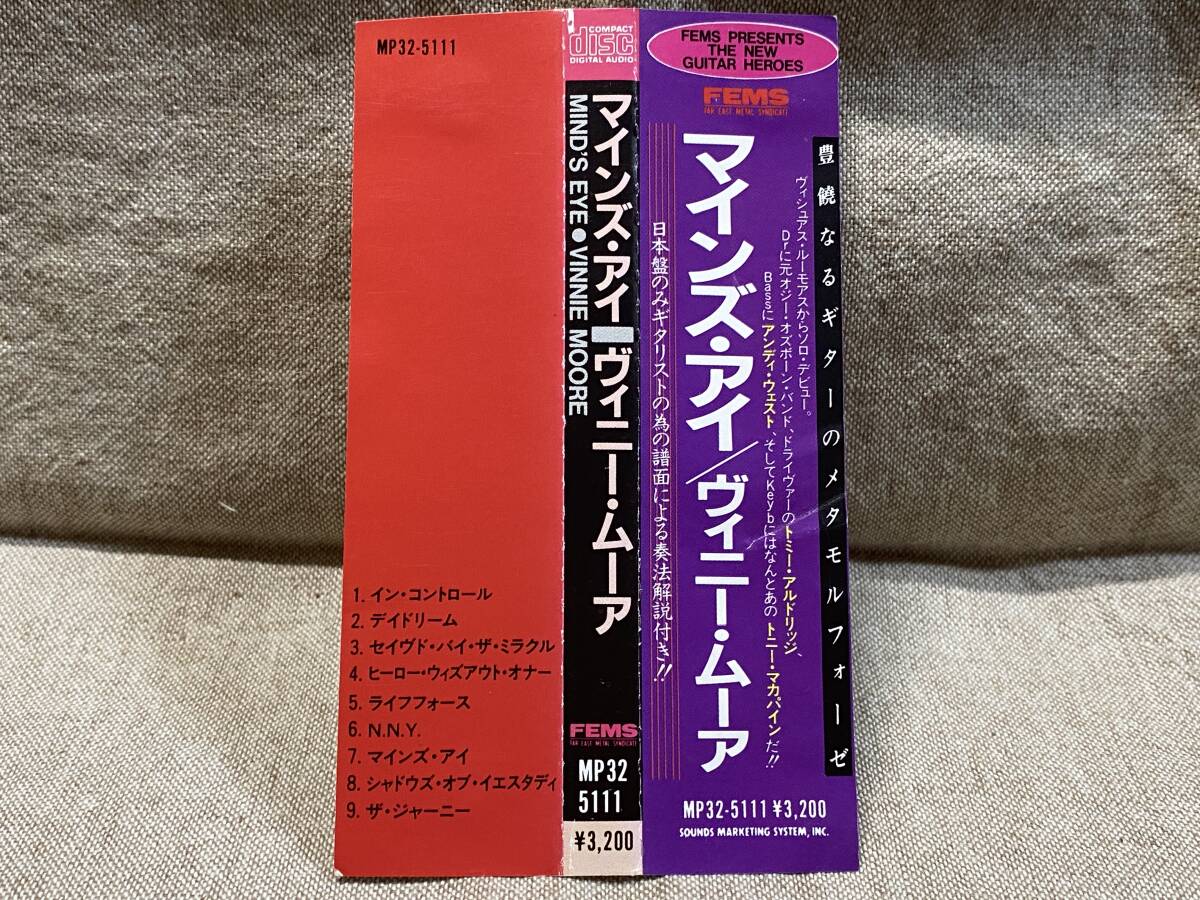 MP32-5111
1. イン・コントロール
2. デイドリーム
3. セイヴド・バイ・ザ・ミラクル
4. ヒーロー・ウィズアウト・オナー
5. ライフフォース
6. N.N.Y.
7. マインズ・アイ
8. シャドウズ・オブ・イエスタディ
9. ザ・ジャーニー
COMPACT
disc
DIGITAL AUDIO
マインズ・アイ ヴィニー・ムーア
MIND'S EYE●VINNIE MOORE
FEMS
FAR EAST METAL SYNDICATE
MP32
5111
¥3,200
FEMS PRESENTS
THE NEW
GUITAR HEROES
FEMS
FAR EAST METAL SYNDICATE
豊饒なるギターのメタモルフォーゼ
ヴィシュアス・ルーモアスからソロ・デビュー。
Drに元オジー・オズボーン・バンド、ドライヴァーのトミー・アルドリッジ、
Bassにアンディ・ウェスト、そしてKeybにはなんとあのトニー・マカパインだ!!
マインズ・アイ/ヴィニー・ムーア
日本盤のみギタリストの為の譜面による奏法解説付き!!
MP32-5111 ¥3,200
SOUNDS MARKETING SYSTEM, INC.